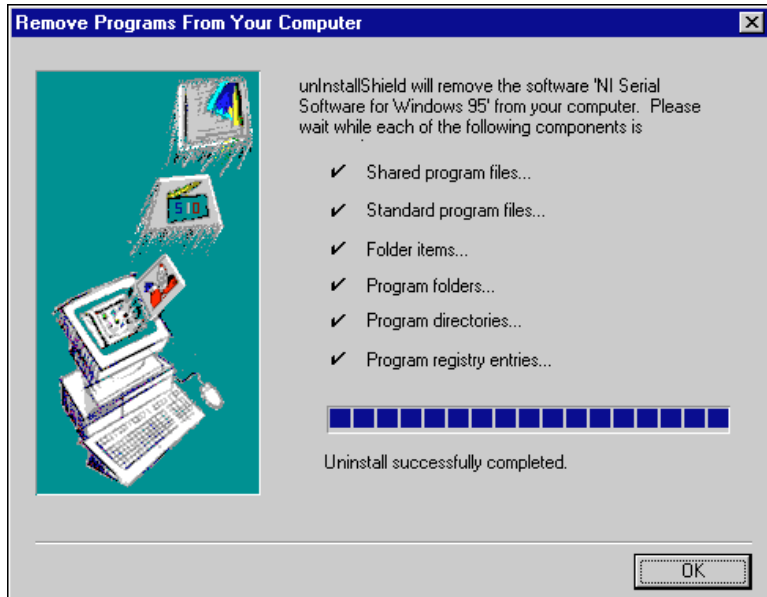 Remove Programs From Your Computer
unInstallShield will remove the software 'NI Serial
Software for Windows 95' from your computer.  Please
wait while each of the following components is
Shared program files...
Standard program files...
Folder items...
Program folders...
Program directories...
Program registry entries...
Uninstall successfully completed.
OK